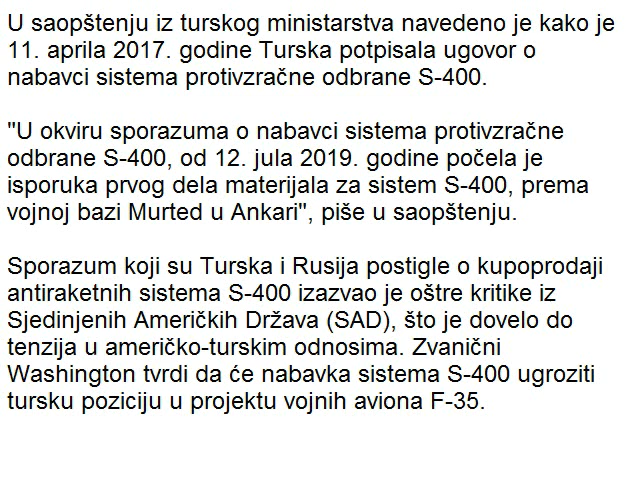 U saopštenju iz turskog ministarstva navedeno je kako je
11. aprila 2017. godine Turska potpisala ugovor o
nabavci sistema protivzračne odbrane S-400.
"U okviru sporazuma o nabavci sistema protivzračne
odbrane S-400, od 12. jula 2019. godine počela je
isporuka prvog dela materijala za sistem S-400, prema
vojnoj bazi Murted u Ankari", piše u saopštenju.
Sporazum koji su Turska i Rusija postigle o kupoprodaji
antiraketnih sistema S-400 izazvao je oštre kritike iz
Sjedinjenih Američkih Država (SAD), što je dovelo do
tenzija u američko-turskim odnosima. Zvanični
Washington tvrdi da će nabavka sistema S-400 ugroziti
tursku poziciju u projektu vojnih aviona F-35.